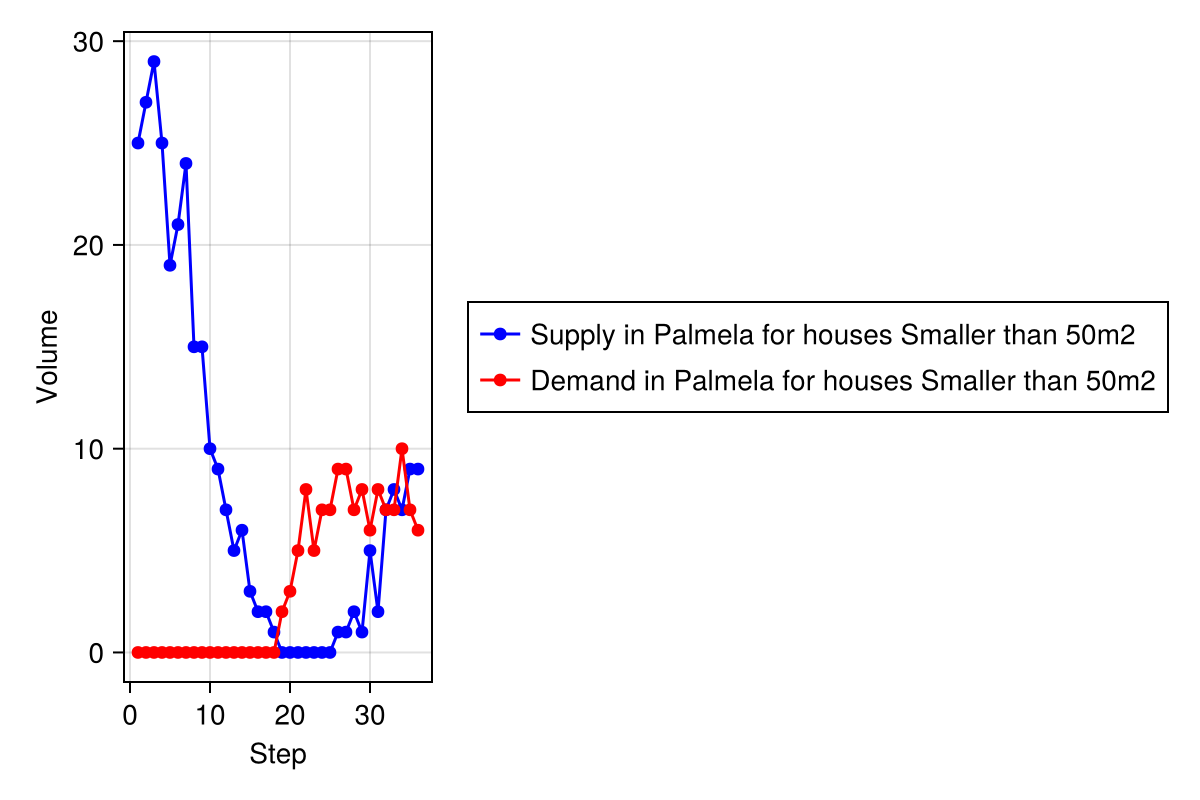 30
20
10
0
Volume
0 10 20 30
Step
Supply in Palmela for houses Smaller than 50m2
Demand in Palmela for houses Smaller than 50m2